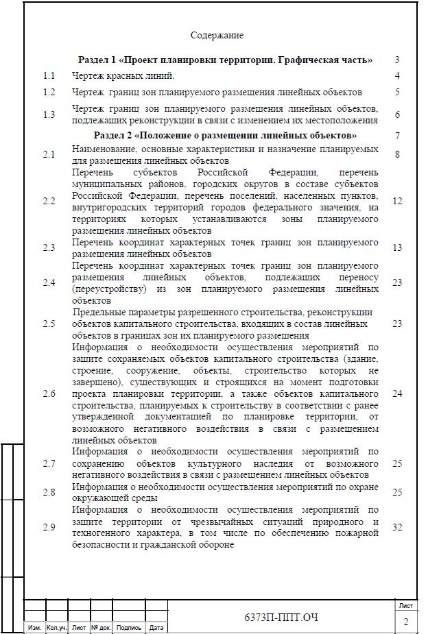 Содержание
Раздел 1 «Проект планировки территории. Графическая часть» 3
1.1 Чертеж красных линий. 4
1.2 Чертеж границ зон планируемого размещения линейных объектов 5
1.3 Чертеж границ зон планируемого размещения линейных объектов,
подлежащих реконструкции в связи с изменением их местоположения 6
Раздел 2 «Положение о размещении линейных объектов» 7
2.1 Наименование, основные характеристики и назначение планируемых
для размещения линейных объектов 8
Перечень субъектов Российской Федерации, перечень
муниципальных районов, городских округов в составе субъектов
2.2 Российской Федерации, перечень поселений, населенных пунктов, 12
внутригородских территорий городов федерального значения, на
территориях которых устанавливаются зоны планируемого
размещения линейных объектов
2.3 Перечень координат характерных точек границ зон планируемого
размещения линейных объектов 13
Перечень координат характерных точек границ зон планируемого
2.4 размещения линейных объектов, подлежащих переносу 23
(переустройству) из зон планируемого размещения линейных
объектов
Предельные параметры разрешенного строительства, реконструкции
2.5 объектов капитального строительства, входящих в состав линейных 23
объектов в границах зон их планируемого размещения
Информация о необходимости осуществления мероприятий по
защите сохраняемых объектов капитального строительства (здание,
строение, сооружение, объекты, строительство которых не
завершено), существующих и строящихся на момент подготовки
2.6 проекта планировки территории, а также объектов капитального 24
строительства, планируемых к строительству в соответствии с ранее
утвержденной документацией по планировке территории, от
возможного негативного воздействия в связи с размещением
линейных объектов
Информация о необходимости осуществления мероприятий по
2.7 сохранению объектов культурного наследия от возможного 25
негативного воздействия в связи с размещением линейных объектов
2.8 Информация о необходимости осуществления мероприятий по охране 25
окружающей среды
Информация о необходимости осуществления мероприятий по
2.9 защите территории от чрезвычайных ситуаций природного и 32
техногенного характера, в том числе по обеспечению пожарной
безопасности и гражданской обороне
6373П-ППТ.ОЧ
Лист
2
Изм. Кол.уч. Лист № док. Подпись Дата